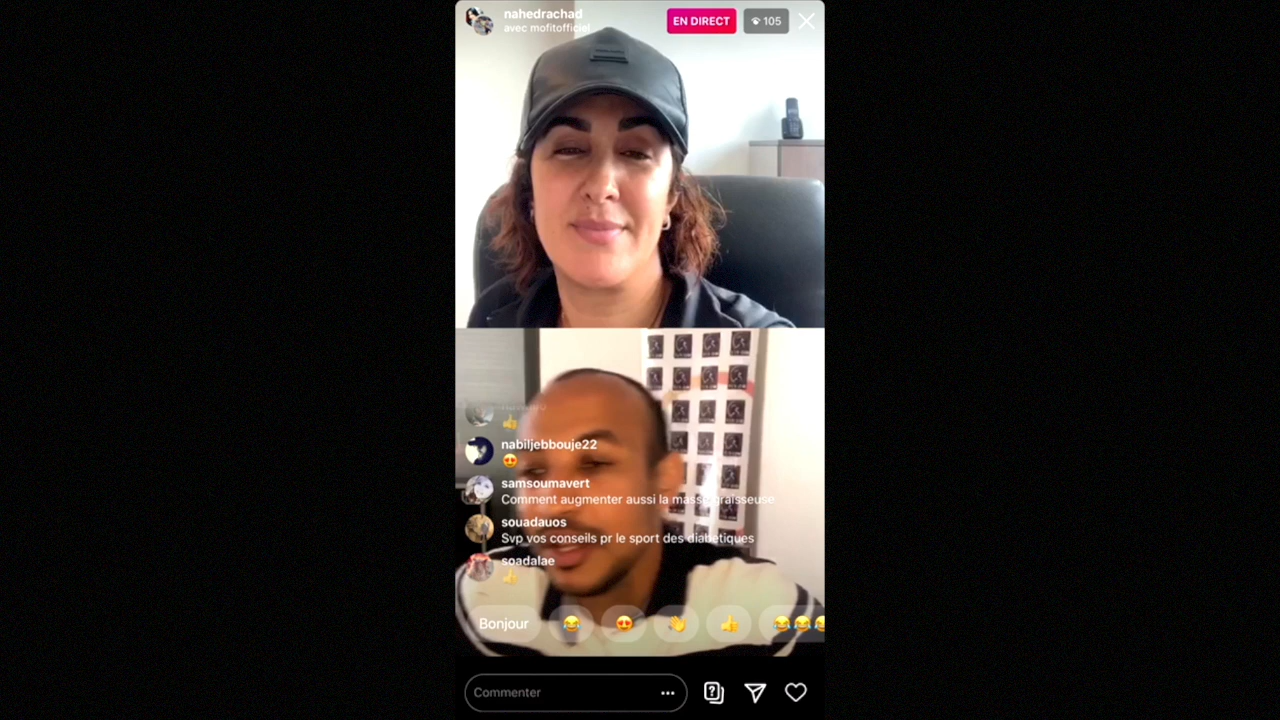 nahedrachad
avec mofitofficiel
EN DIRECT
105
nabiljebbouje22
😍
samsoumavert
Comment augmenter aussi la masse graisseuse
souadauos
Svp vos conseils pr le sport des diabétiques
soadalae
👍
Bonjour
Commenter